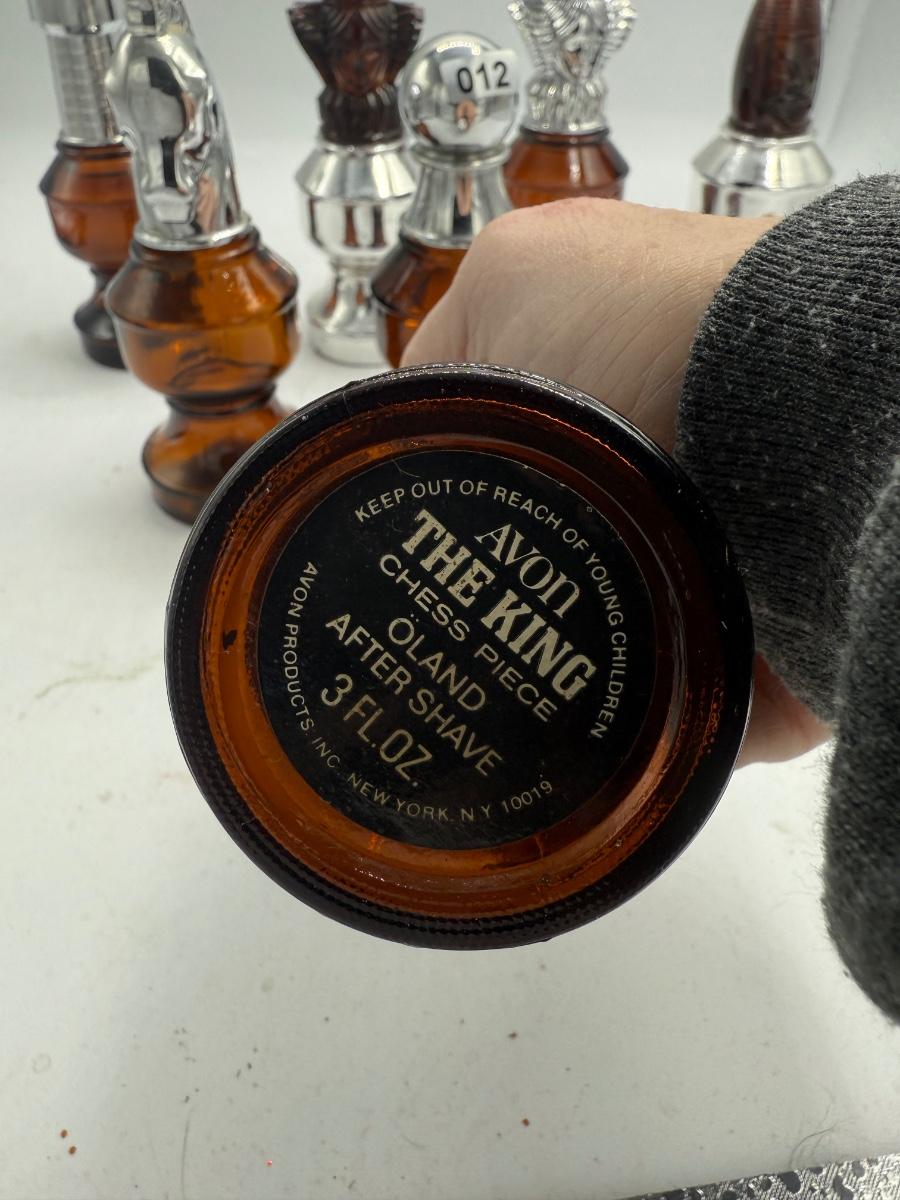 012
KEEP OUT OF REACH OF YOUNG CHILDREN
AVON
THE KING
CHESS PIECE
ÖLAND
AFTER SHAVE
3 FL.OZ.
AVON PRODUCTS, INC. NEW YORK, N Y 10019